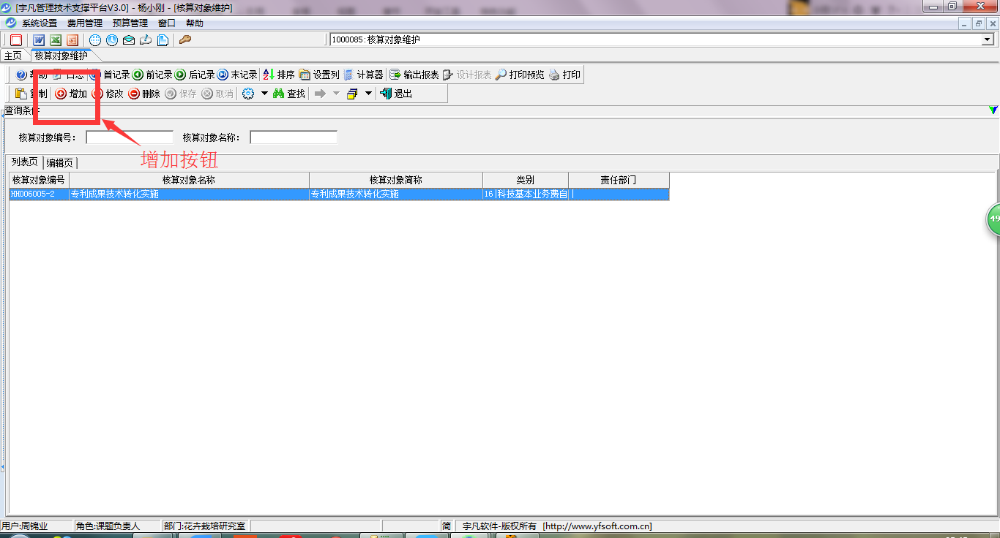 [宇凡管理技术支撑平台V3.0] - 杨小刚 - [核算对象维护]
系统设置 费用管理 预算管理 窗口 帮助
1000085:核算对象维护
主页 核算对象维护
首记录 前记录 后记录 末记录 排序 设置列 计算器 输出报表 设计报表 打印预览 打印
增加 修改 删除 保存 取消 查找 退出
查询条件
核算对象编号: 核算对象名称:
增加按钮
列表页 编辑页
核算对象编号 核算对象名称 核算对象简称 类别 责任部门
HH006005-2 专利成果技术转化实施 专利成果技术转化实施 16|科技基本业务费自 |
49
用户:周锦业 角色:课题负责人 部门:花卉栽培研究室 简 宇凡软件-版权所有 [http://www.yfsoft.com.cn]